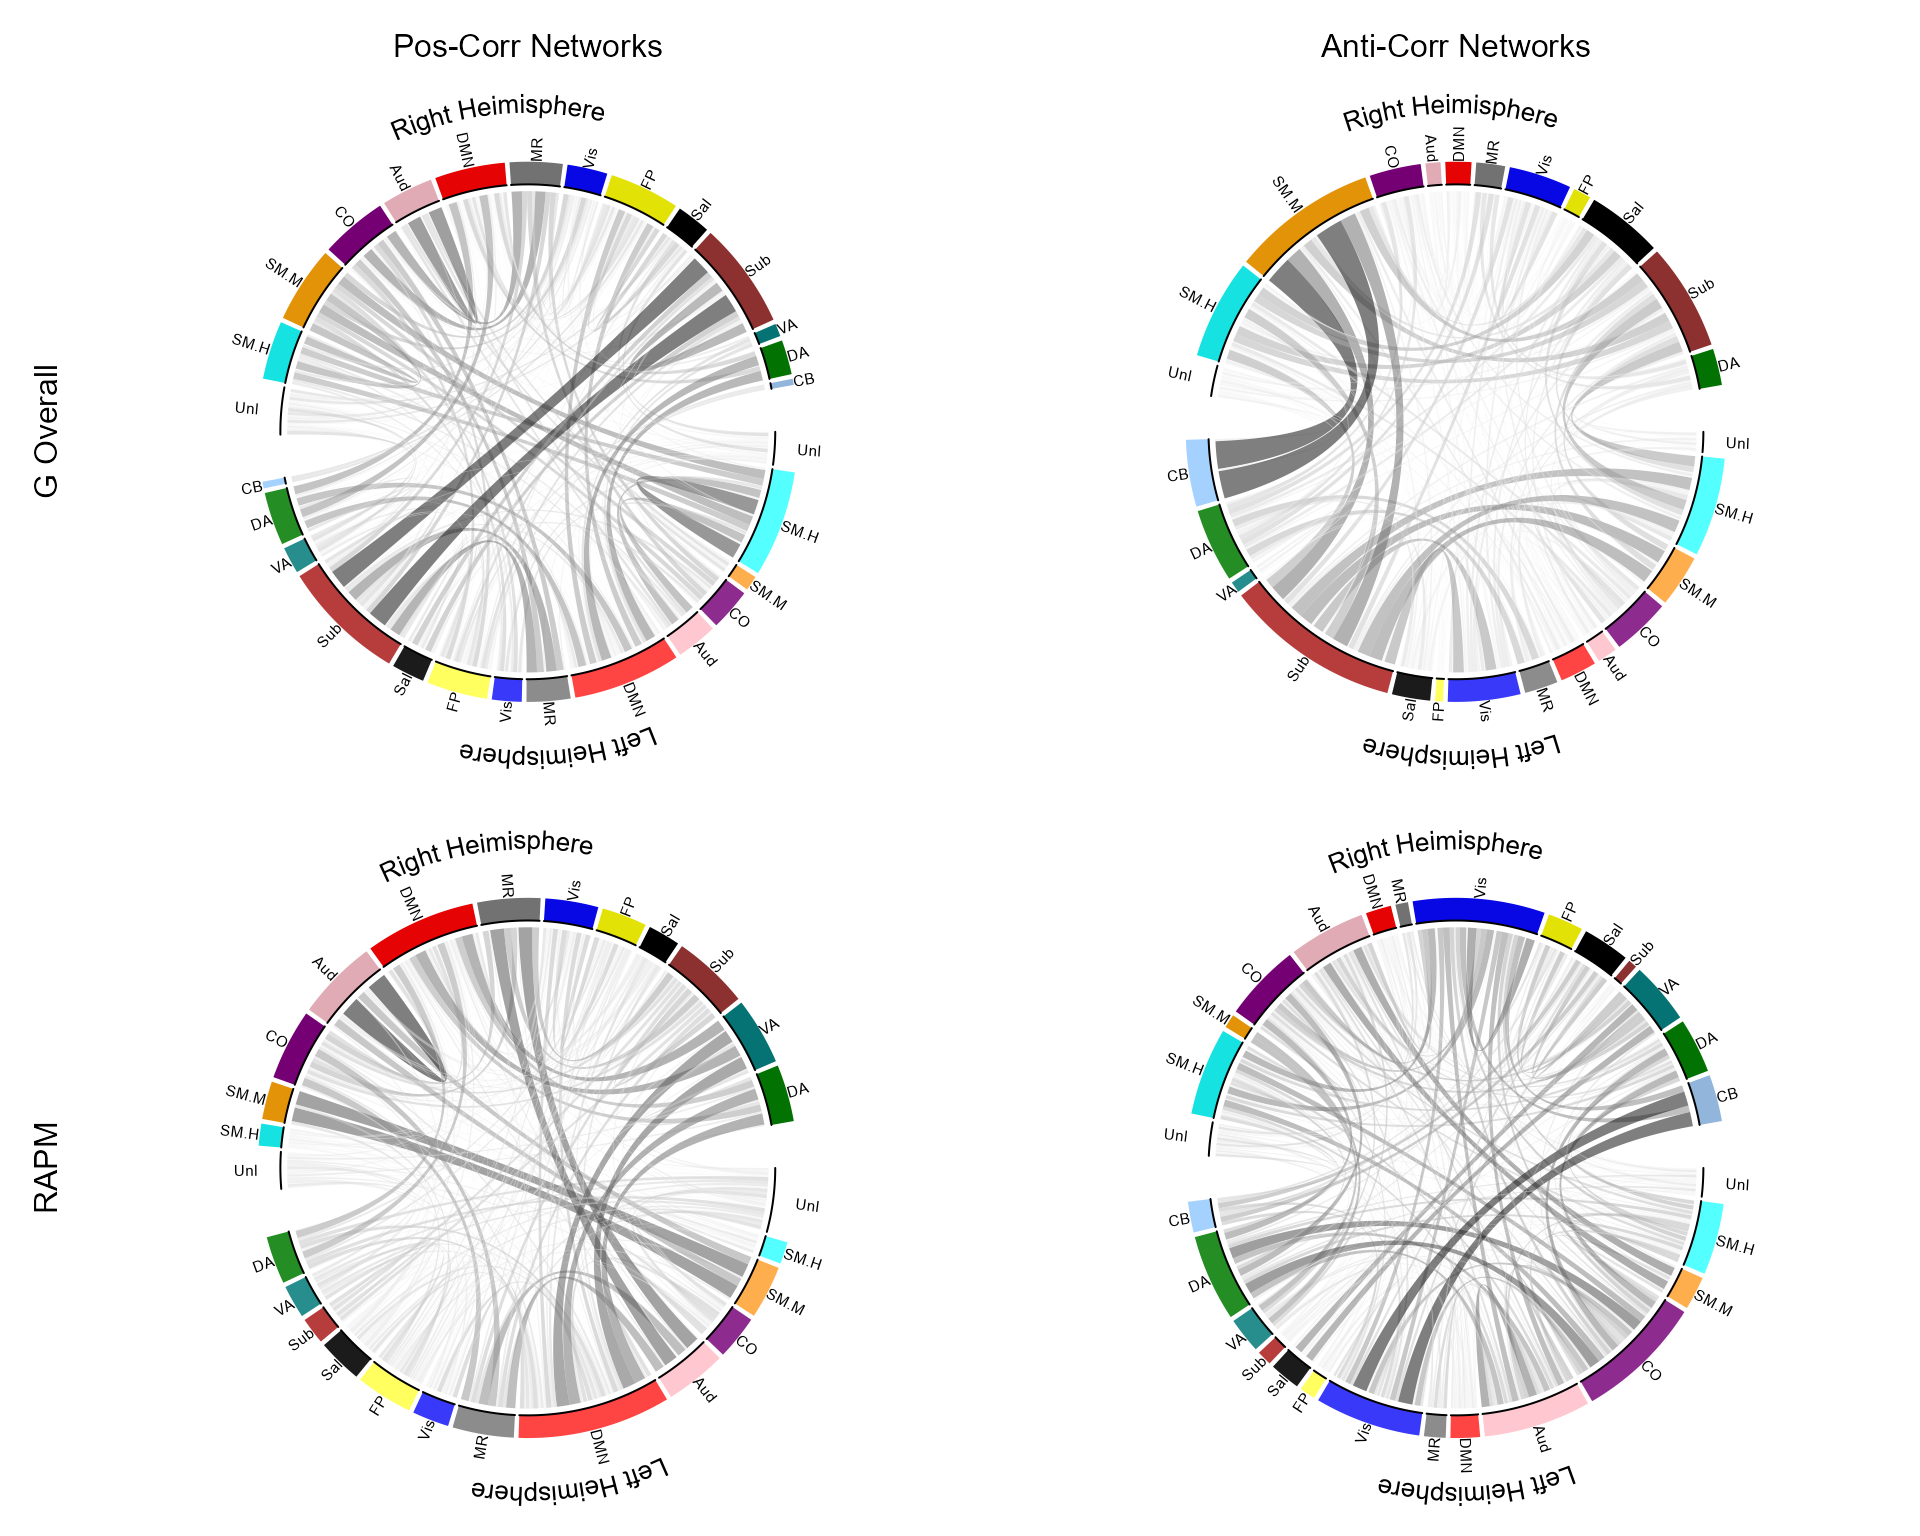 Pos-Corr Networks
Anti-Corr Networks
G Overall
Right Heimisphere
Unl
SM.H
SM.M
CO
Aud
DMN
MR
Vis
FP
Sal
Sub
VA
DA
CB
Unl
SM.H
SM.M
CO
Aud
DMN
MR
Vis
FP
Sal
Sub
VA
DA
CB
Left Heimisphere
Right Heimisphere
Unl
SM.H
SM.M
CO
Aud
DMN
MR
Vis
FP
Sal
Sub
DA
Unl
SM.H
SM.M
CO
Aud
DMN
MR
Vis
FP
Sal
Sub
VA
DA
CB
Left Heimisphere
RAPM
Right Heimisphere
Unl
SM.H
SM.M
CO
Aud
DMN
MR
Vis
FP
Sal
Sub
VA
DA
Unl
SM.H
SM.M
CO
Aud
DMN
MR
Vis
FP
Sal
Sub
VA
DA
Left Heimisphere
Right Heimisphere
Unl
SM.H
SM.M
CO
Aud
DMN
MR
Vis
FP
Sal
Sub
VA
DA
CB
Unl
SM.H
SM.M
CO
Aud
DMN
MR
Vis
FP
Sal
Sub
VA
DA
CB
Left Heimisphere